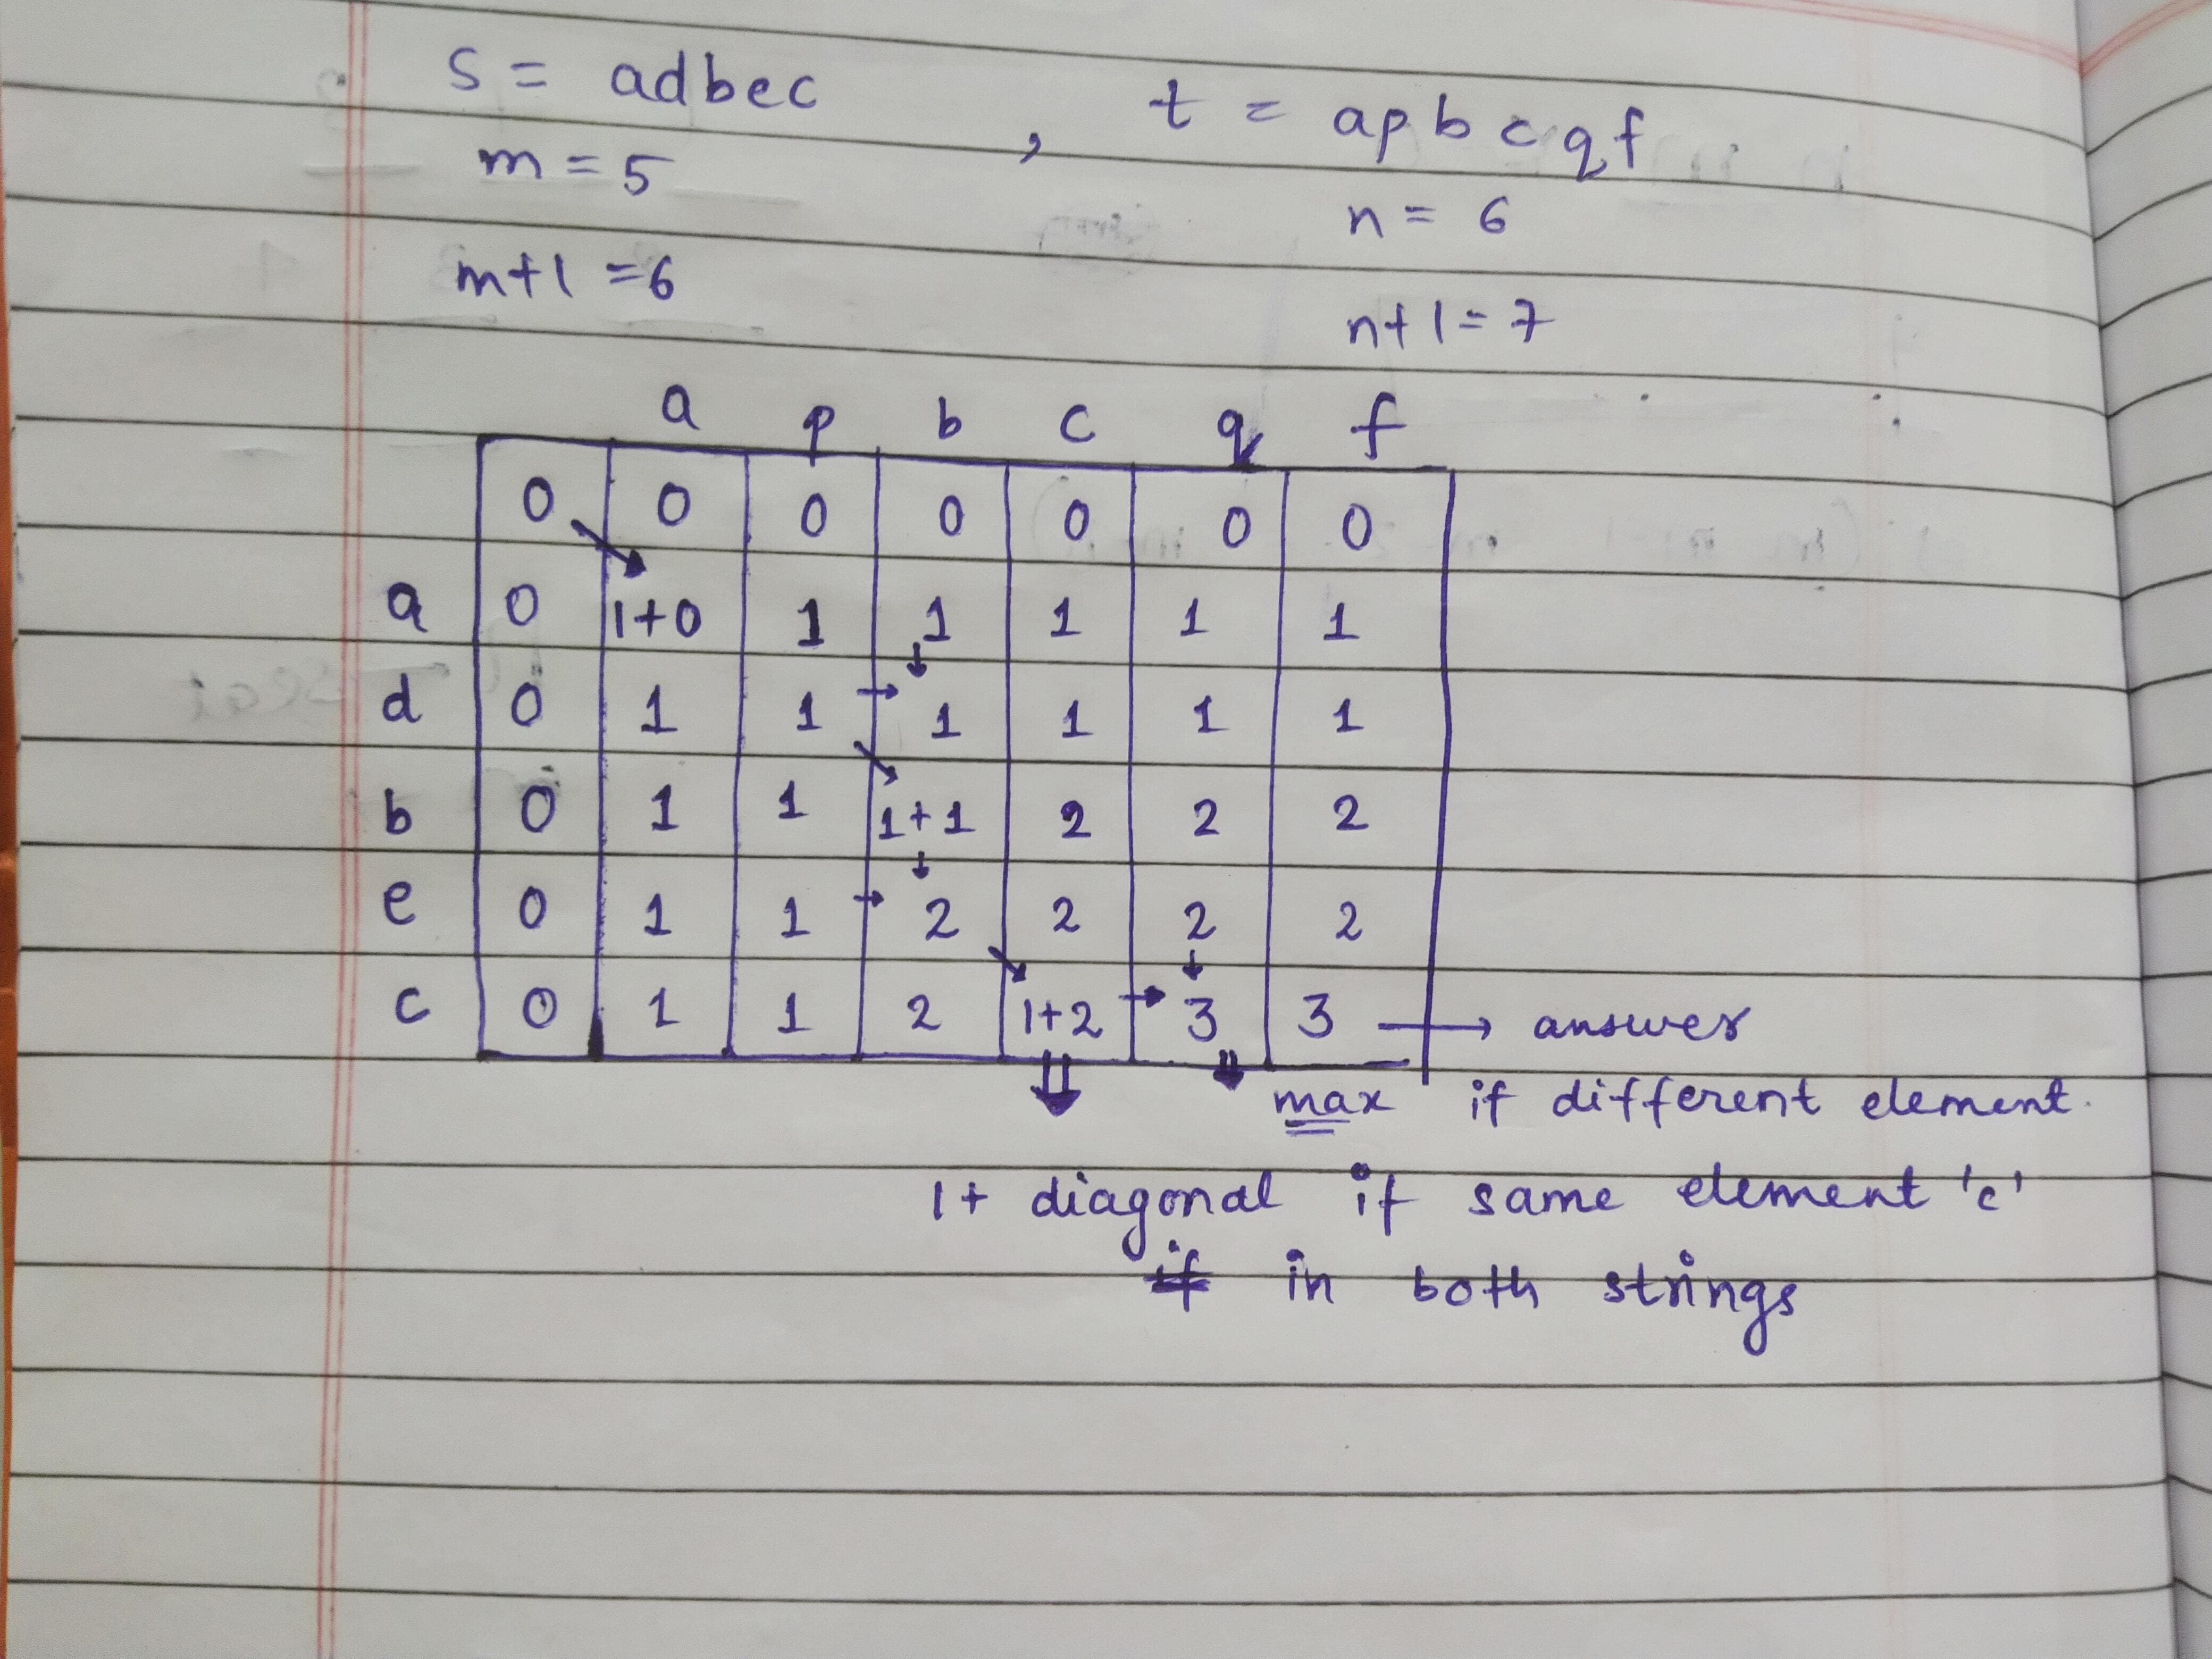 s = adbec , t = apbcqf
m = 5 n = 6
m+1 =6 n+1=7
a p b c q f
0 0 0 0 0 0 0
a 0 1+0 1 1 1 1 1
d 0 1 1 1 1 1 1
b 0 1 1 1+1 2 2 2
e 0 1 1 2 2 2 2
c 0 1 1 2 1+2 3 3 → answer
max if different element.
1+ diagonal if same element 'c'
if in both strings